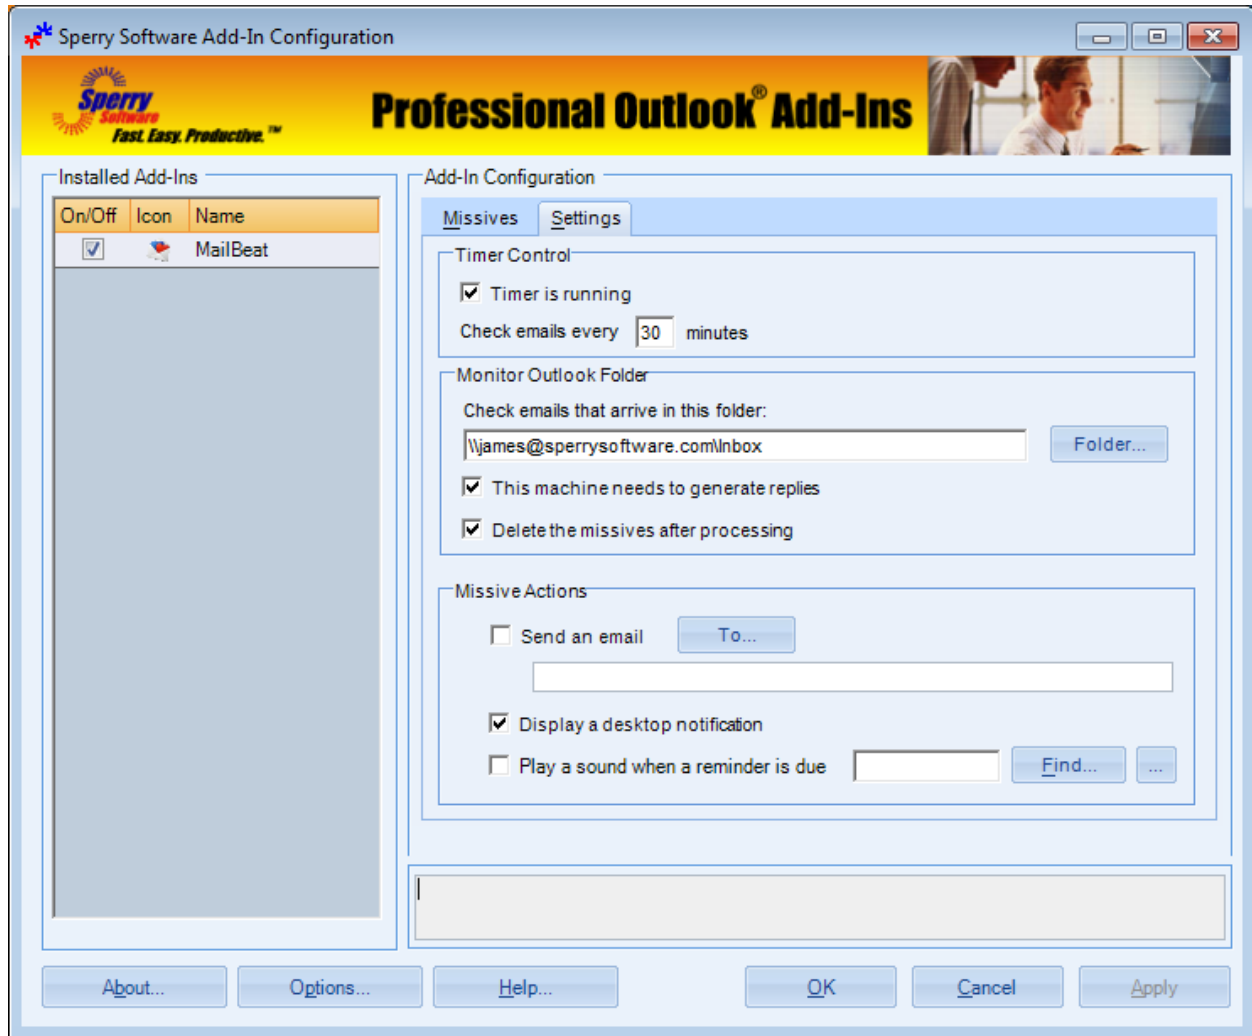 Sperry Software Add-In Configuration
Sperry
Software
Fast. Easy. Productive.™
Professional Outlook® Add-Ins
Installed Add-Ins
On/Off Icon Name
MailBeat
Add-In Configuration
Missives Settings
Timer Control
Timer is running
Check emails every 30 minutes
Monitor Outlook Folder
Check emails that arrive in this folder:
\\james@sperrysoftware.com\Inbox Folder...
This machine needs to generate replies
Delete the missives after processing
Missive Actions
Send an email To...
Display a desktop notification
Play a sound when a reminder is due Find... ...
About... Options... Help... OK Cancel Apply